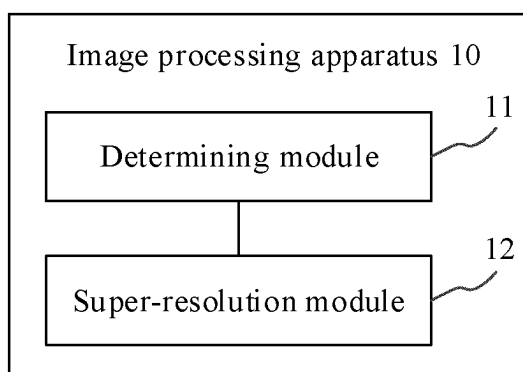 Image processing apparatus 10
11
Determining module
12
Super-resolution module